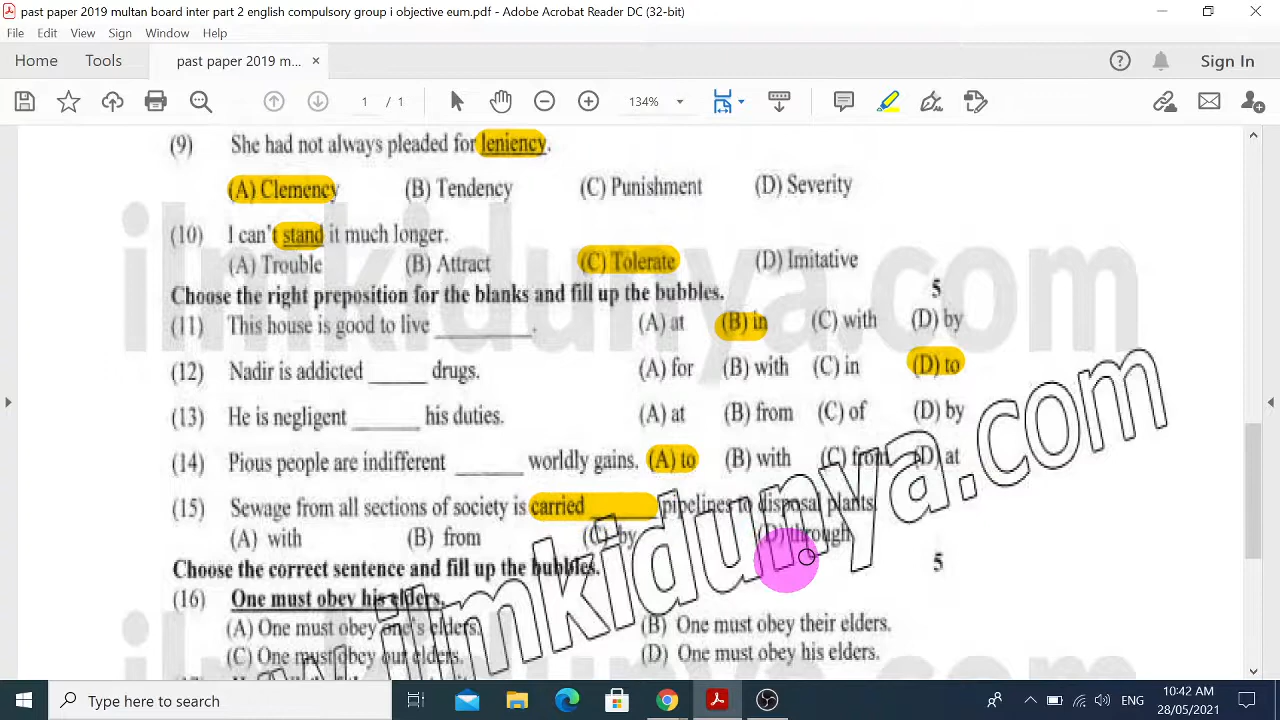 past paper 2019 multan board inter part 2 english compulsory group i objective eum.pdf - Adobe Acrobat Reader DC (32-bit)
File Edit View Sign Window Help
Home Tools past paper 2019 m... × Sign In
1 / 1 134%
(9) She had not always pleaded for leniency.
(A) Clemency (B) Tendency (C) Punishment (D) Severity
(10) I can't stand it much longer.
(A) Trouble (B) Attract (C) Tolerate (D) Imitative
Choose the right preposition for the blanks and fill up the bubbles. 5
(11) This house is good to live ________. (A) at (B) in (C) with (D) by
(12) Nadir is addicted _____ drugs. (A) for (B) with (C) in (D) to
(13) He is negligent ______ his duties. (A) at (B) from (C) of (D) by
(14) Pious people are indifferent ______ worldly gains. (A) to (B) with (C) from (D) at
(15) Sewage from all sections of society is carried ______ pipelines to disposal plants.
(A) with (B) from (C) by (D) through
Choose the correct sentence and fill up the bubbles. 5
(16) One must obey his elders.
(A) One must obey one's elders. (B) One must obey their elders.
(C) One must obey our elders. (D) One must obey his elders.
ilmkidunya.com
ilmkidunya.com
Type here to search
ENG
10:42 AM
28/05/2021